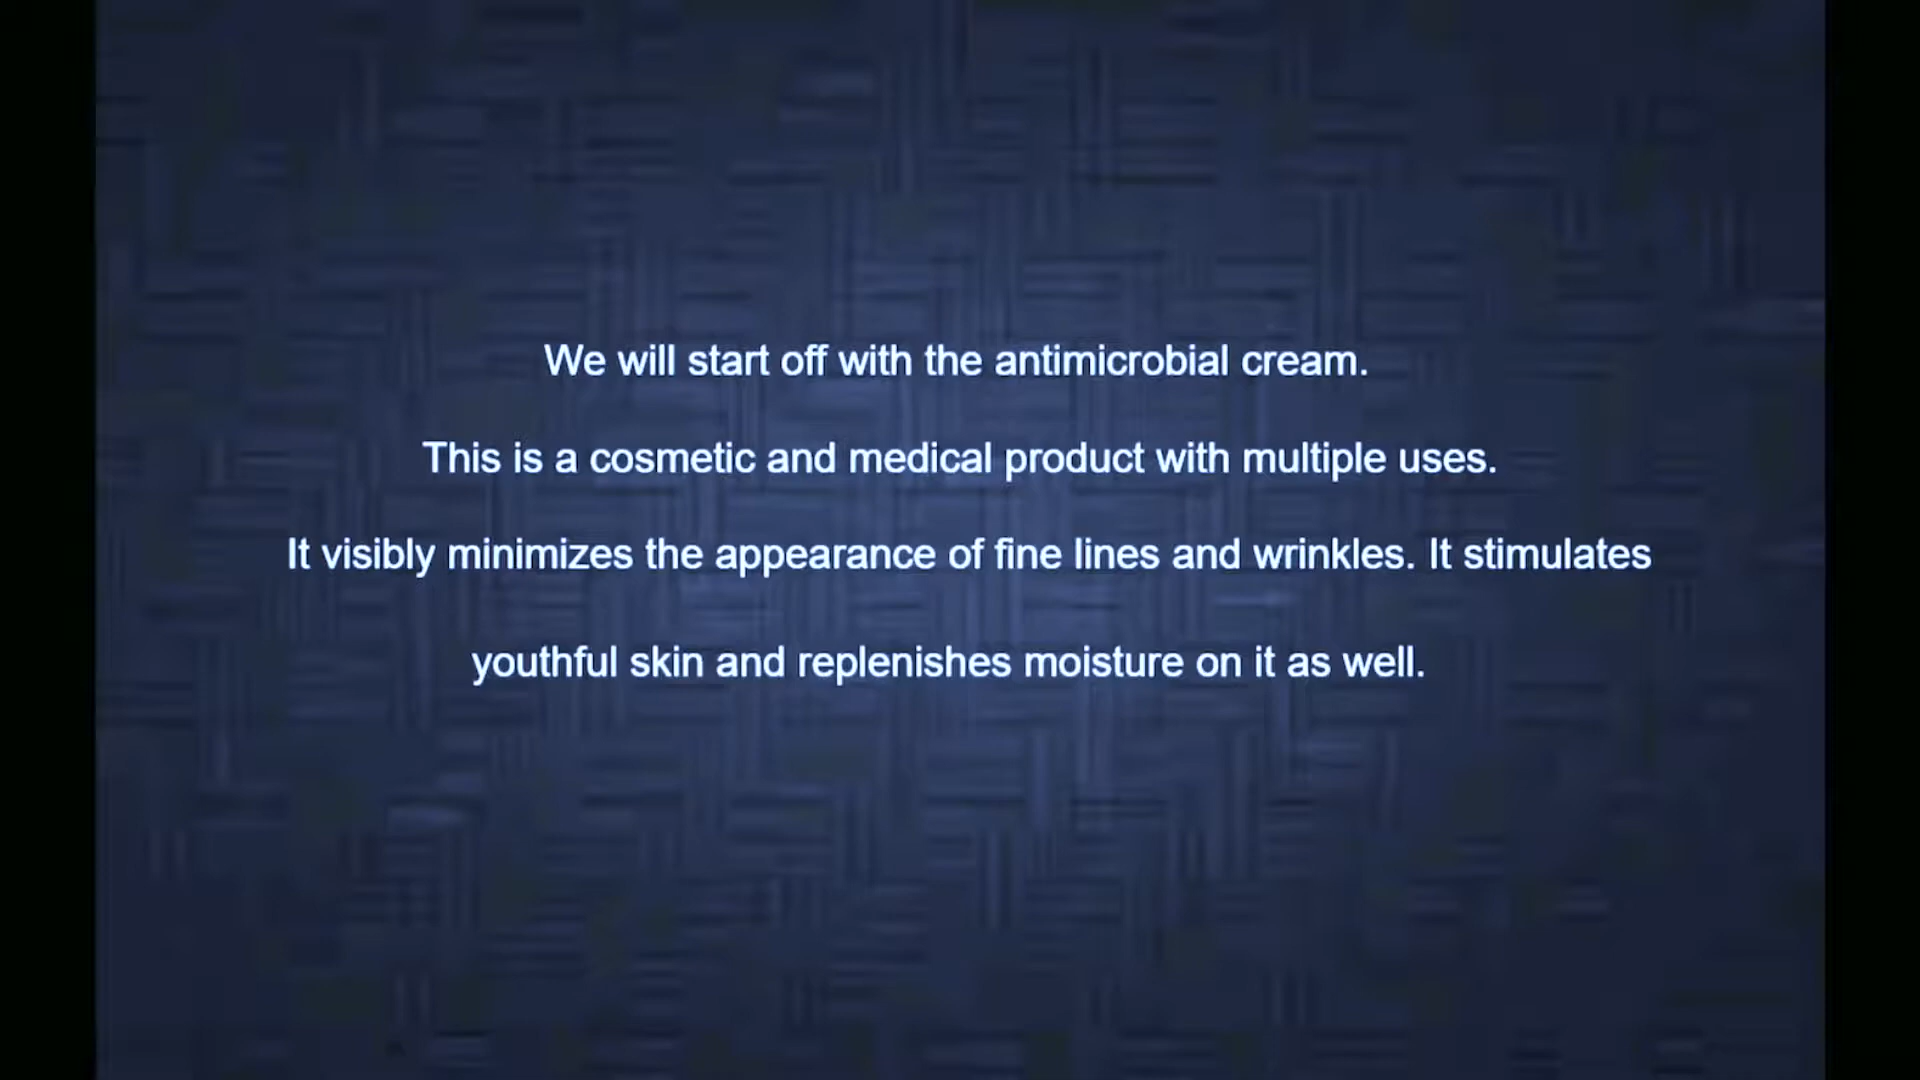 We will start off with the antimicrobial cream.
This is a cosmetic and medical product with multiple uses.
It visibly minimizes the appearance of fine lines and wrinkles. It stimulates
youthful skin and replenishes moisture on it as well.